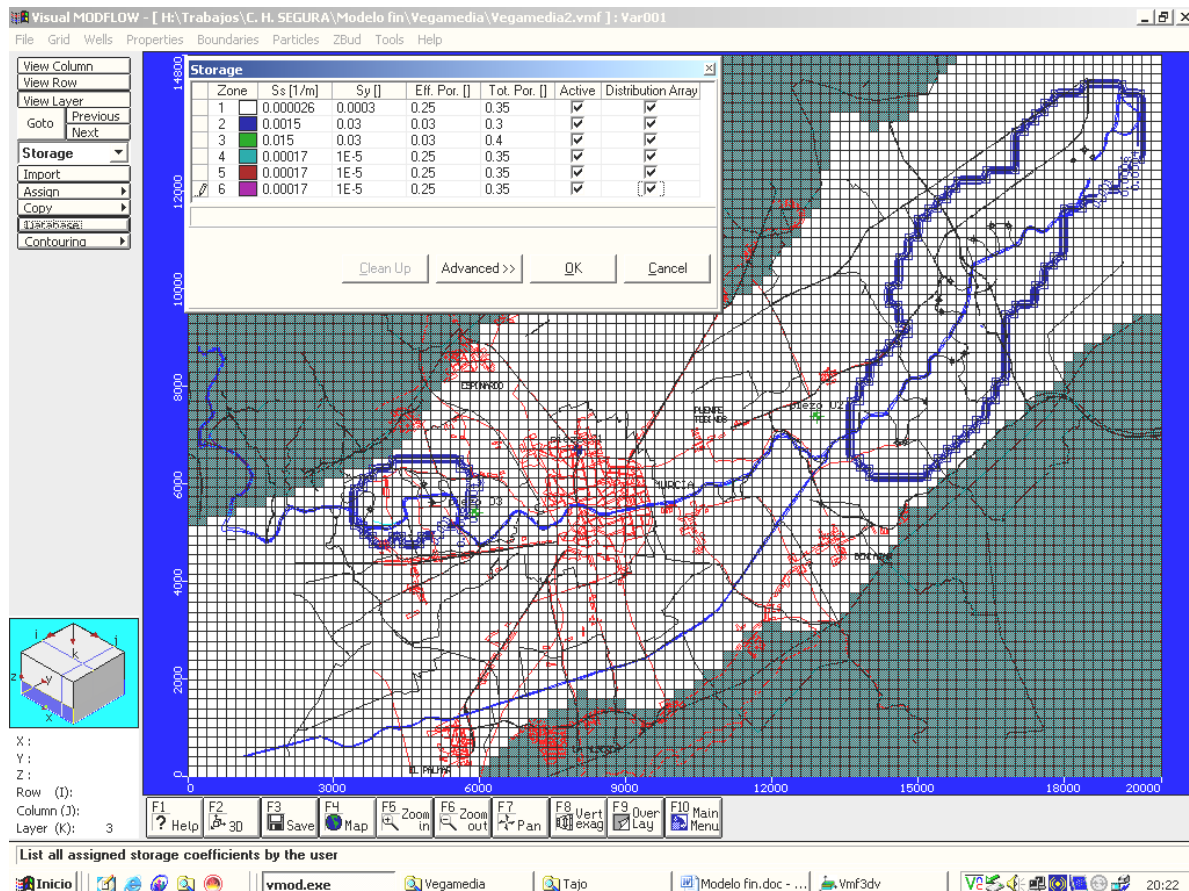 Visual MODFLOW - [ H:\Trabajos\C. H. SEGURA\Modelo fin\Vegamedia\Vegamedia2.vmf ] : Var001
File Grid Wells Properties Boundaries Particles ZBud Tools Help
View Column
View Row
View Layer
Goto Previous
Next
Storage
Import
Assign
Copy
Database
Contouring
Storage
Zone Ss [1/m] Sy [] Eff. Por. [] Tot. Por. [] Active Distribution Array
1 0.000026 0.0003 0.25 0.35
2 0.0015 0.03 0.03 0.3
3 0.015 0.03 0.03 0.4
4 0.00017 1E-5 0.25 0.35
5 0.00017 1E-5 0.25 0.35
6 0.00017 1E-5 0.25 0.35
Clean Up Advanced >> OK Cancel
14800
12000
10000
8000
6000
4000
2000
0
ESPINARDO
PUENTE
piezo 02
MURCIA
03
EL PALMAR
0 3000 6000 9000 12000 15000 18000 20000
i j k
z y x
X :
Y :
Z :
Row (I):
Column (J):
Layer (K): 3
F1 ? Help
F2 3D
F3 Save
F4 Map
F5 Zoom in
F6 Zoom out
F7 Pan
F8 Vert exag
F9 Over Lay
F10 Main Menu
List all assigned storage coefficients by the user
Inicio vmod.exe Vegamedia Tajo Modelo fin.doc - ... Vmf3dv 20:22